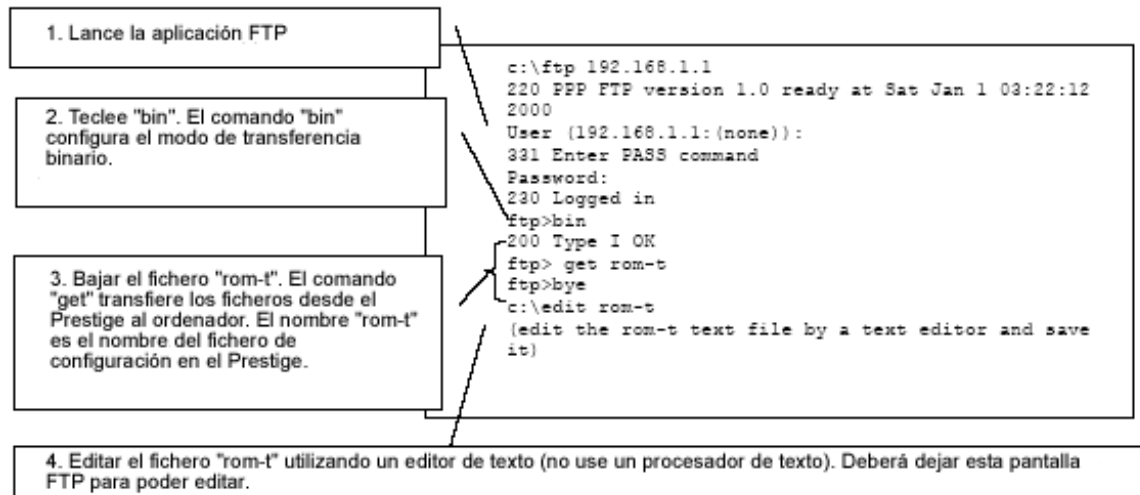 1. Lance la aplicación FTP
2. Teclee "bin". El comando "bin"
configura el modo de transferencia
binario.
3. Bajar el fichero "rom-t". El comando
"get" transfiere los ficheros desde el
Prestige al ordenador. El nombre "rom-t"
es el nombre del fichero de
configuración en el Prestige.
c:\ftp 192.168.1.1
220 PPP FTP version 1.0 ready at Sat Jan 1 03:22:12
2000
User (192.168.1.1:(none)):
331 Enter PASS command
Password:
230 Logged in
ftp>bin
200 Type I OK
ftp> get rom-t
ftp>bye
c:\edit rom-t
(edit the rom-t text file by a text editor and save
it)
4. Editar el fichero "rom-t" utilizando un editor de texto (no use un procesador de texto). Deberá dejar esta pantalla
FTP para poder editar.